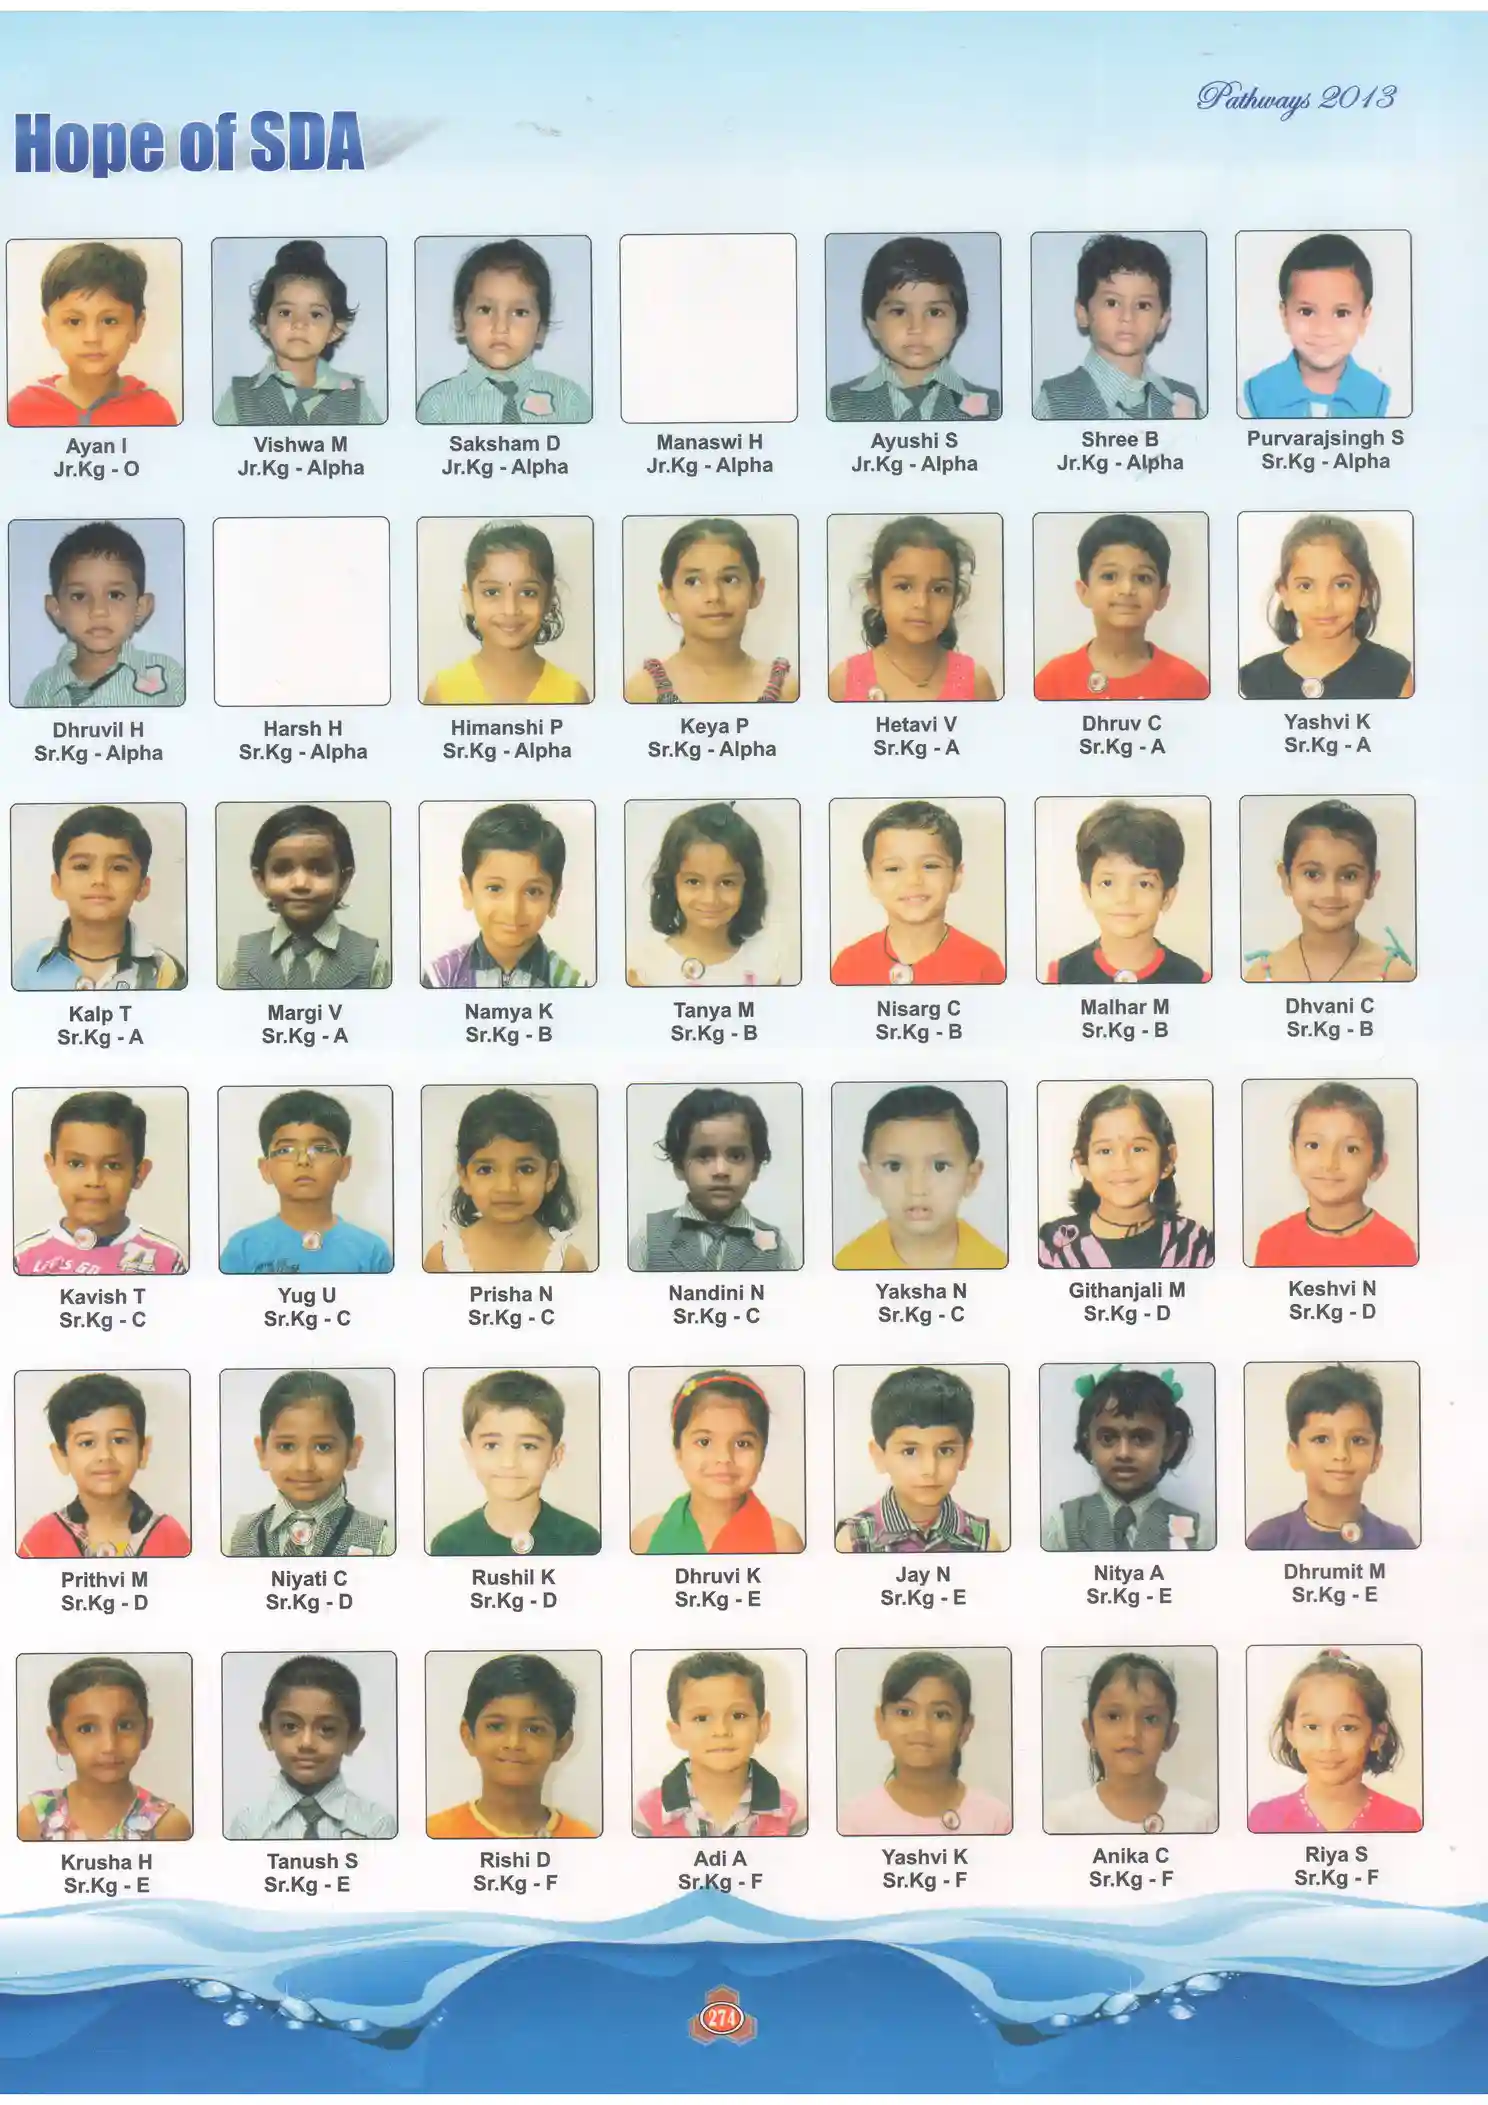 Pathways 2013
Hope of SDA
Ayan I
Jr.Kg - O
Vishwa M
Jr.Kg - Alpha
Saksham D
Jr.Kg - Alpha
Manaswi H
Jr.Kg - Alpha
Ayushi S
Jr.Kg - Alpha
Shree B
Jr.Kg - Alpha
Purvarajsingh S
Sr.Kg - Alpha
Dhruvil H
Sr.Kg - Alpha
Harsh H
Sr.Kg - Alpha
Himanshi P
Sr.Kg - Alpha
Keya P
Sr.Kg - Alpha
Hetavi V
Sr.Kg - A
Dhruv C
Sr.Kg - A
Yashvi K
Sr.Kg - A
Kalp T
Sr.Kg - A
Margi V
Sr.Kg - A
Namya K
Sr.Kg - B
Tanya M
Sr.Kg - B
Nisarg C
Sr.Kg - B
Malhar M
Sr.Kg - B
Dhvani C
Sr.Kg - B
Kavish T
Sr.Kg - C
Yug U
Sr.Kg - C
Prisha N
Sr.Kg - C
Nandini N
Sr.Kg - C
Yaksha N
Sr.Kg - C
Githanjali M
Sr.Kg - D
Keshvi N
Sr.Kg - D
Prithvi M
Sr.Kg - D
Niyati C
Sr.Kg - D
Rushil K
Sr.Kg - D
Dhruvi K
Sr.Kg - E
Jay N
Sr.Kg - E
Nitya A
Sr.Kg - E
Dhrumit M
Sr.Kg - E
Krusha H
Sr.Kg - E
Tanush S
Sr.Kg - E
Rishi D
Sr.Kg - F
Adi A
Sr.Kg - F
Yashvi K
Sr.Kg - F
Anika C
Sr.Kg - F
Riya S
Sr.Kg - F
274